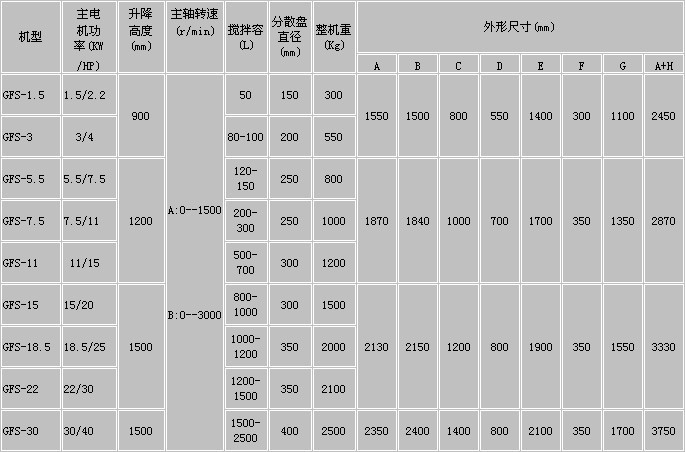 机型 主电机功率(KW/HP) 升降高度(mm) 主轴转速(r/min) 搅拌容(L) 分散盘直径(mm) 整机重(Kg) 外形尺寸(mm)
A B C D E F G A+H
GFS-1.5 1.5/2.2 900 A:0--1500 B:0--3000 50 150 300 1550 1500 800 550 1400 300 1100 2450
GFS-3 3/4 80-100 200 550
GFS-5.5 5.5/7.5 1200 120-150 250 800 1870 1840 1000 700 1700 350 1350 2870
GFS-7.5 7.5/11 200-300 250 1000
GFS-11 11/15 500-700 300 1200
GFS-15 15/20 1500 800-1000 300 1500 2130 2150 1200 800 1900 350 1550 3330
GFS-18.5 18.5/25 1000-1200 350 2000
GFS-22 22/30 1200-1500 350 2100
GFS-30 30/40 1500 1500-2500 400 2500 2350 2400 1400 800 2100 350 1700 3750